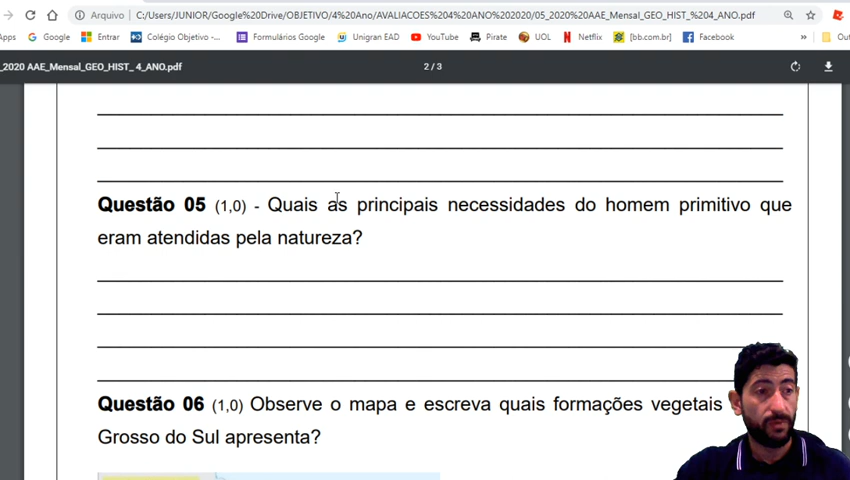 Arquivo | C:/Users/JUNIOR/Google%20Drive/OBJETIVO/4%20Ano/AVALIACOES%204%20ANO%202020/05_2020%20AAE_Mensal_GEO_HIST_%204_ANO.pdf
Apps Google Entrar Colégio Objetivo -... Formulários Google Unigran EAD YouTube Pirate UOL Netflix [bb.com.br] Facebook »
_2020 AAE_Mensal_GEO_HIST_ 4_ANO.pdf 2 / 3
Questão 05 (1,0) - Quais as principais necessidades do homem primitivo que
eram atendidas pela natureza?
Questão 06 (1,0) Observe o mapa e escreva quais formações vegetais
Grosso do Sul apresenta?